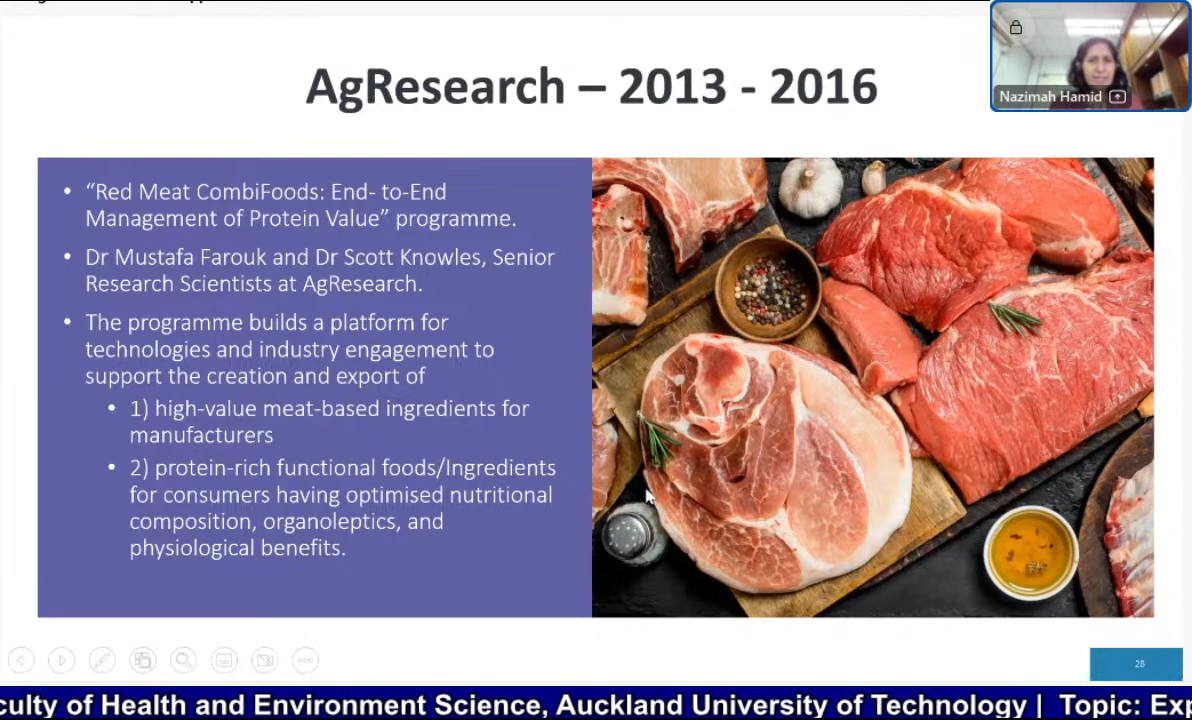 Nazimah Hamid
AgResearch – 2013 - 2016
• “Red Meat CombiFoods: End- to-End
Management of Protein Value” programme.
• Dr Mustafa Farouk and Dr Scott Knowles, Senior
Research Scientists at AgResearch.
• The programme builds a platform for
technologies and industry engagement to
support the creation and export of
• 1) high-value meat-based ingredients for
manufacturers
• 2) protein-rich functional foods/Ingredients
for consumers having optimised nutritional
composition, organoleptics, and
physiological benefits.
28
culty of Health and Environment Science, Auckland University of Technology | Topic: Exp